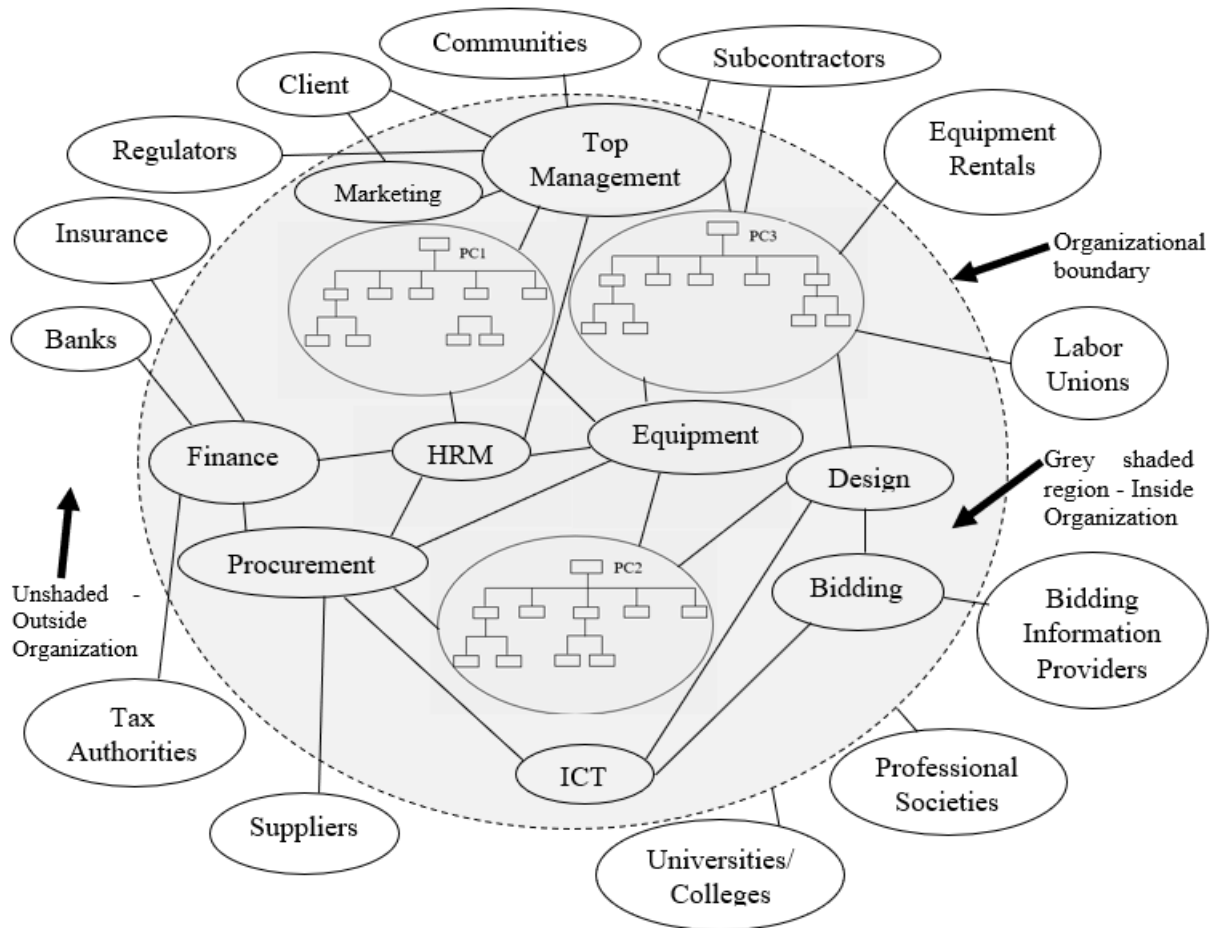 Communities
Subcontractors
Client
Equipment
Rentals
Top
Management
Regulators
Marketing
Insurance
PC1
PC3
Organizational
boundary
Banks
Labor
Unions
Finance
HRM
Equipment
Design
Grey shaded
region - Inside
Organization
Procurement
PC2
Bidding
Unshaded -
Outside
Organization
Bidding
Information
Providers
Tax
Authorities
ICT
Professional
Societies
Suppliers
Universities/
Colleges